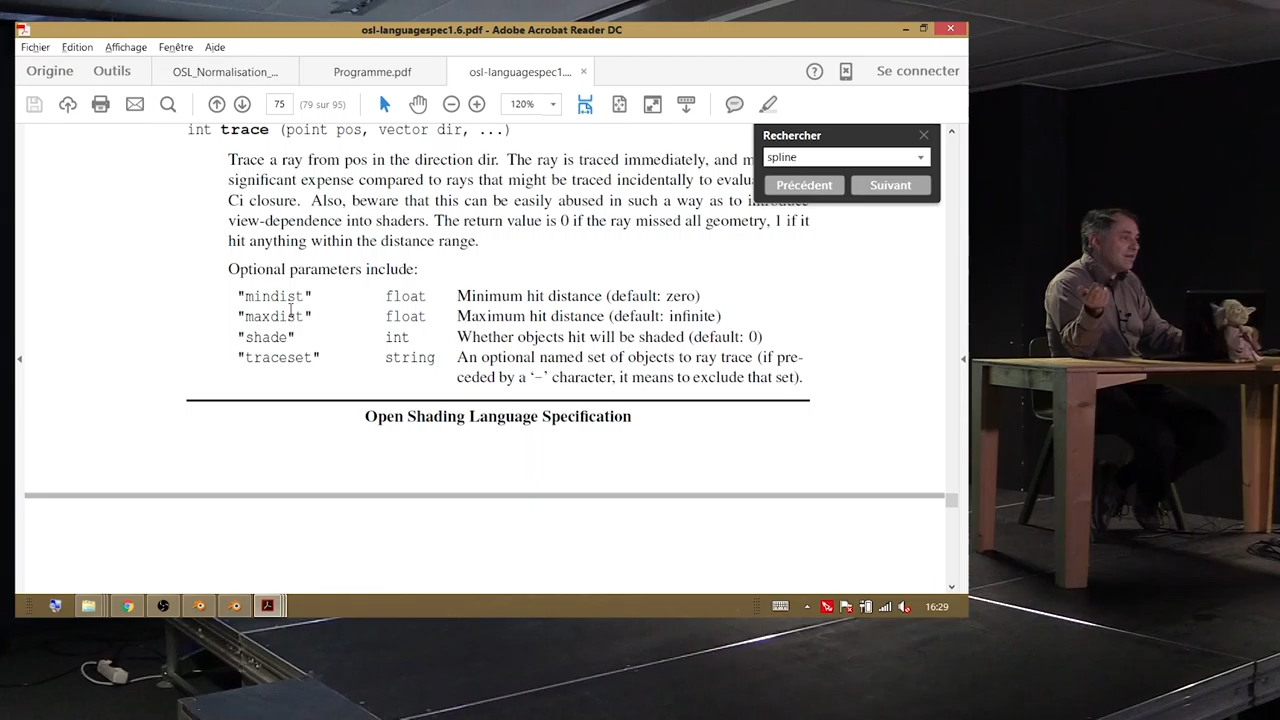 osl-languagespec1.6.pdf - Adobe Acrobat Reader DC
Fichier Edition Affichage Fenêtre Aide
Origine Outils OSL_Normalisation_... Programme.pdf osl-languagespec1.... × Se connecter
75 (79 sur 95) 120%
int trace (point pos, vector dir, ...)
Rechercher
spline
Précédent Suivant
Trace a ray from pos in the direction dir. The ray is traced immediately, and
significant expense compared to rays that might be traced incidentally to
Ci closure. Also, beware that this can be easily abused in such a way as to introduce
view-dependence into shaders. The return value is 0 if the ray missed all geometry, 1 if it
hit anything within the distance range.
Optional parameters include:
"mindist" float Minimum hit distance (default: zero)
"maxdist" float Maximum hit distance (default: infinite)
"shade" int Whether objects hit will be shaded (default: 0)
"traceset" string An optional named set of objects to ray trace (if pre-
ceded by a ‘-’ character, it means to exclude that set).
Open Shading Language Specification
16:29